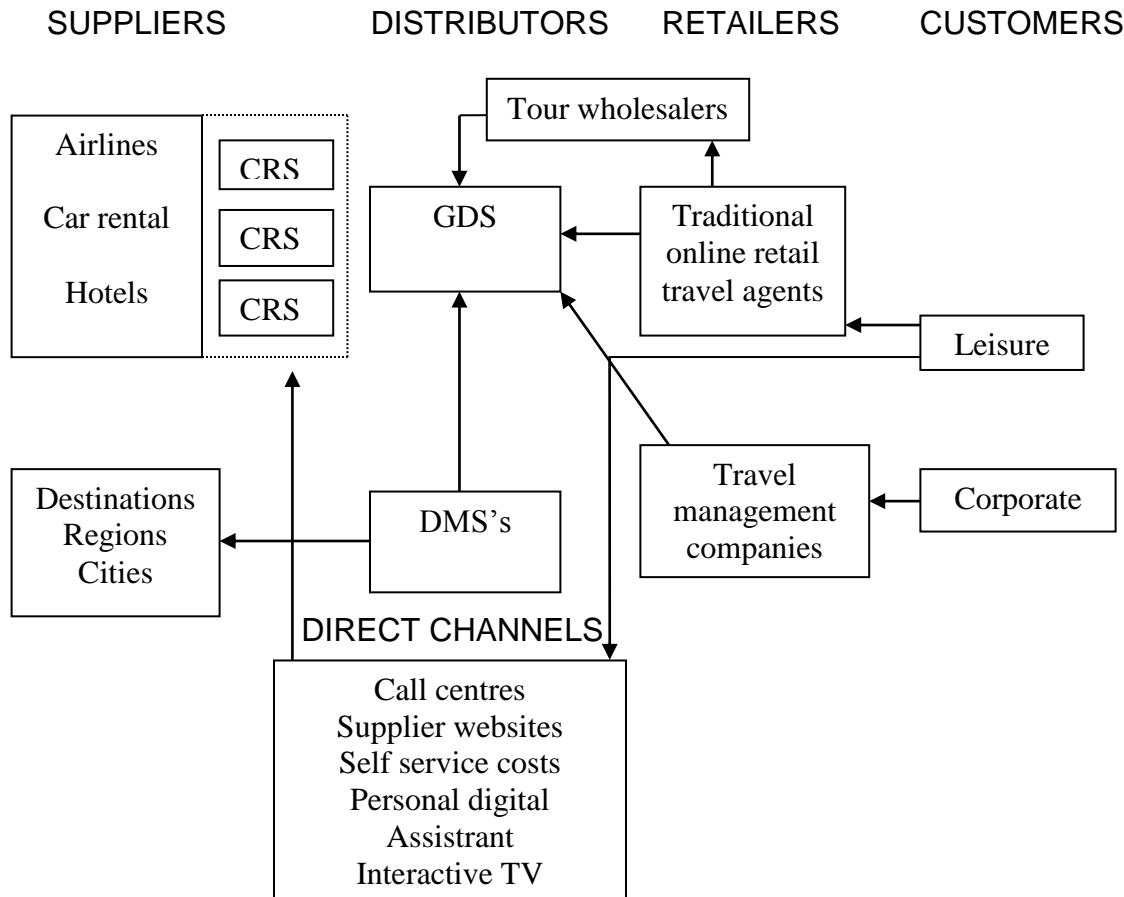 SUPPLIERS
DISTRIBUTORS
RETAILERS
CUSTOMERS
Tour wholesalers
Airlines
Car rental
Hotels
CRS
CRS
CRS
GDS
Traditional
online retail
travel agents
Leisure
Destinations
Regions
Cities
DMS's
Travel
management
companies
Corporate
DIRECT CHANNELS
Call centres
Supplier websites
Self service costs
Personal digital
Assistrant
Interactive TV